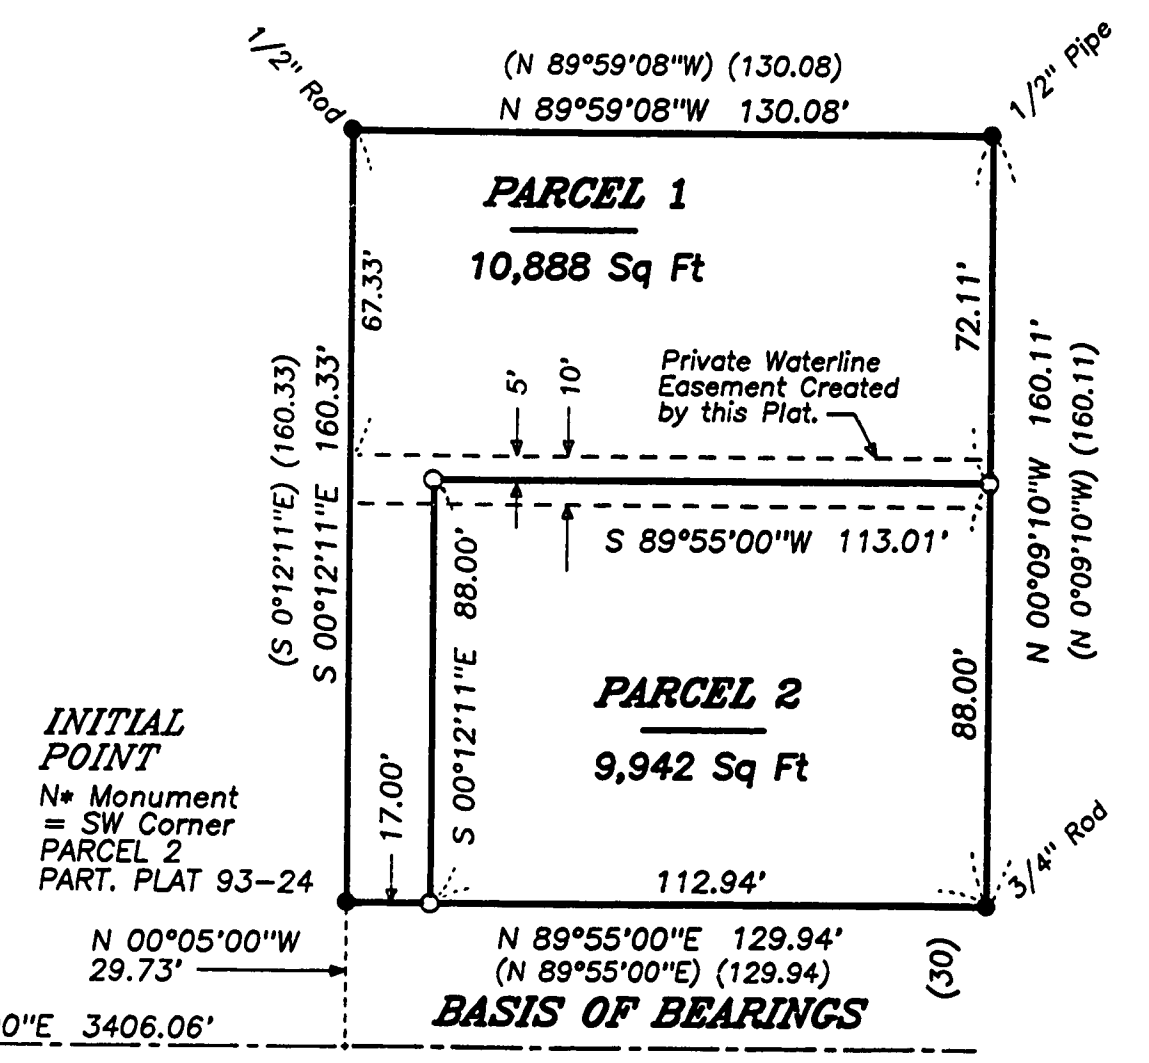 1/2" Rod
(N 89°59'08"W) (130.08)
N 89°59'08"W 130.08'
1/2" Pipe
PARCEL 1
10,888 Sq Ft
67.33'
72.11'
(S 0°12'11"E) (160.33)
S 00°12'11"E 160.33'
5'
10'
Private Waterline
Easement Created
by this Plat.
N 00°09'10"W 160.11'
(N 0°09'10"W) (160.11)
S 89°55'00"W 113.01'
S 00°12'11"E 88.00'
PARCEL 2
9,942 Sq Ft
88.00'
INITIAL
POINT
N* Monument
= SW Corner
PARCEL 2
PART. PLAT 93-24
17.00'
112.94'
3/4" Rod
N 00°05'00"W
29.73'
N 89°55'00"E 129.94'
(N 89°55'00"E) (129.94)
(30)
BASIS OF BEARINGS
0"E 3406.06'